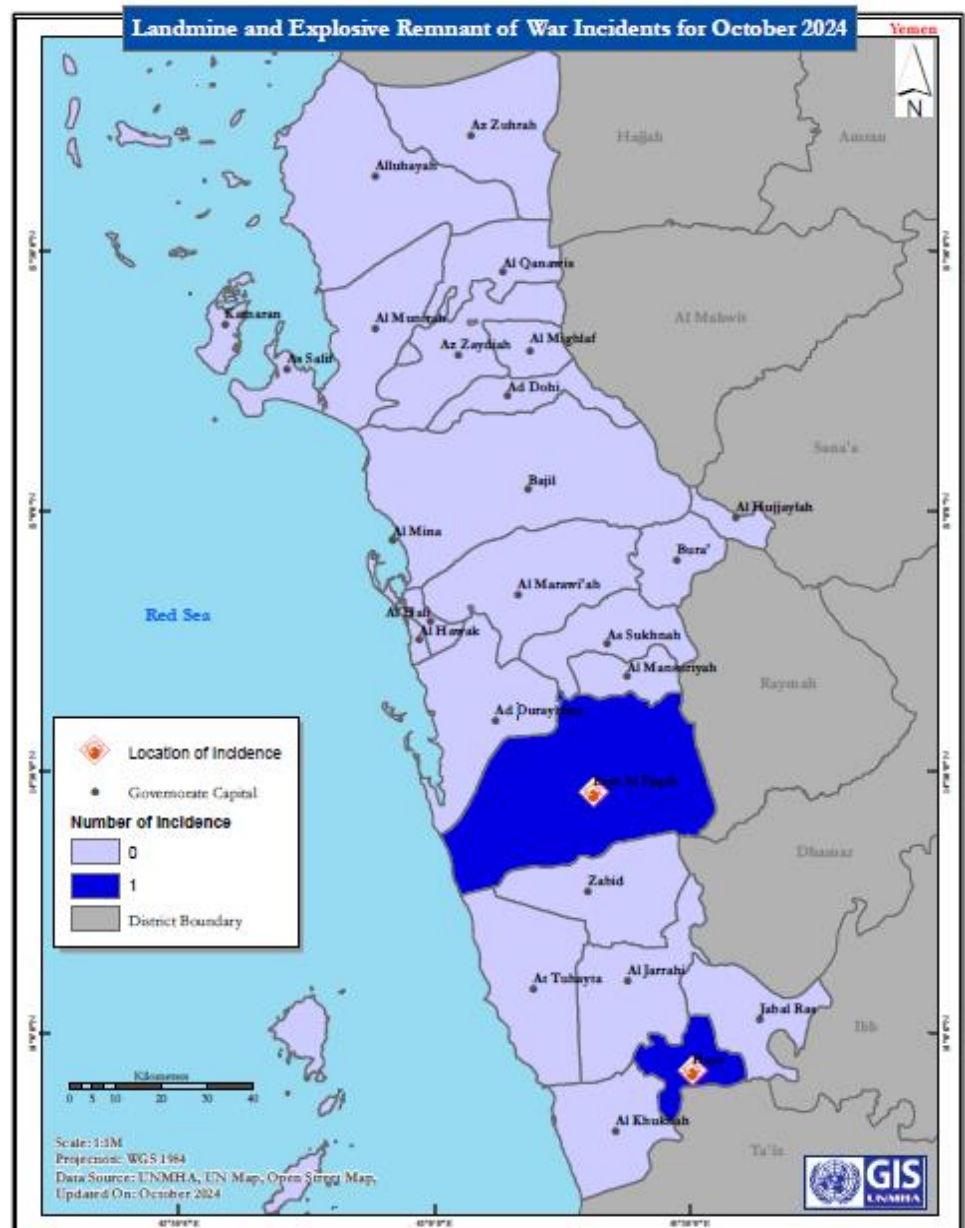 Landmine and Explosive Remnant of War Incidents for October 2024
Yemen
N
Az Zuhrah
Hajjah
Amran
Alluhayah
Al Qanawis
Kamaran
Al Munirah
Al Mighlaf
Al Mahwit
Az Zaydiah
As Salif
Ad Dohi
Sana'a
Bajil
Al Hujjaylah
Al Mina
Bura'
Al Marawi'ah
Red Sea
Al Hali
Al Hawak
As Sukhnah
Al Mansuriyah
Raymah
Ad Durayhimi
Location of Incidence
Governorate Capital
Number of Incidence
0
1
District Boundary
Dhamar
Zabid
At Tuhayta
Al Jarrahi
Jabal Ras
Ibb
Kilometers
0 5 10 20 30 40
Al Khukhah
Ta'iz
Scale: 1:1M
Projection: WGS 1984
Data Source: UNMHA, UN Map, Open Street Map,
Updated On: October 2024
GIS
UNMHA